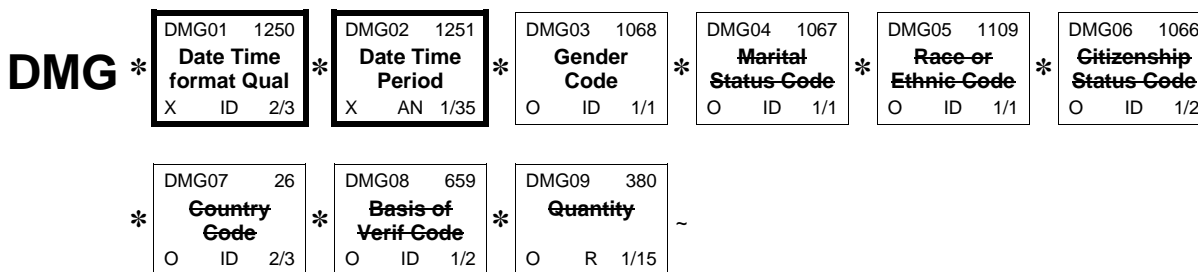 DMG * DMG01 1250 * DMG02 1251 * DMG03 1068 * DMG04 1067 * DMG05 1109 * DMG06 1066
Date Time Date Time Gender Marital Race or Citizenship
format Qual Period Code Status Code Ethnic Code Status Code
X ID 2/3 X AN 1/35 O ID 1/1 O ID 1/1 O ID 1/1 O ID 1/2
* DMG07 26 * DMG08 659 * DMG09 380 ~
Country Basis of Quantity
Code Verif Code
O ID 2/3 O ID 1/2 O R 1/15